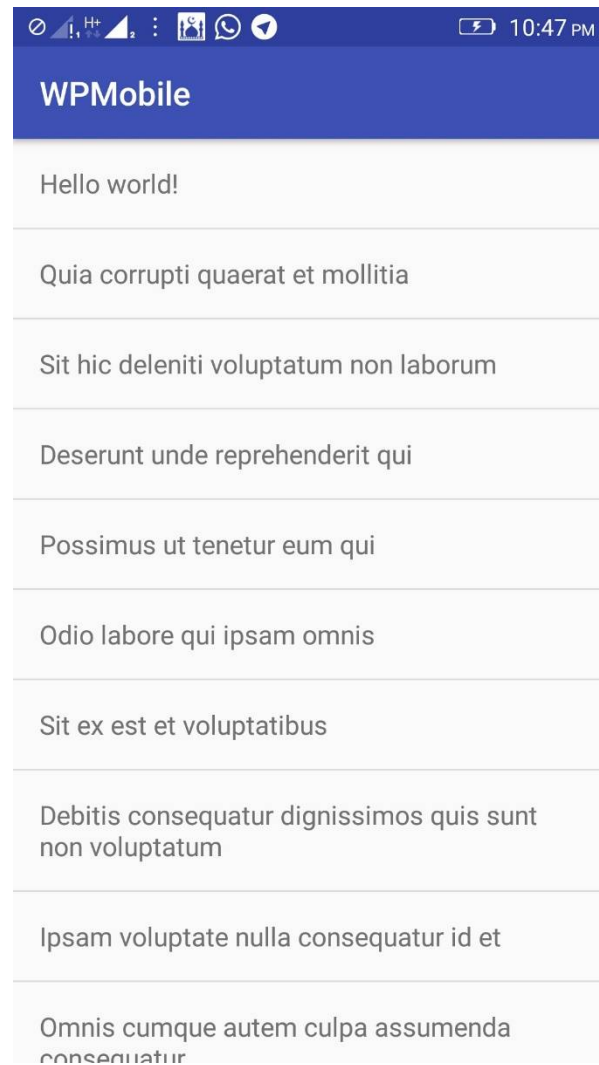 H+ 10:47 PM
WPMobile
Hello world!
Quia corrupti quaerat et mollitia
Sit hic deleniti voluptatum non laborum
Deserunt unde reprehenderit qui
Possimus ut tenetur eum qui
Odio labore qui ipsam omnis
Sit ex est et voluptatibus
Debitis consequatur dignissimos quis sunt
non voluptatum
Ipsam voluptate nulla consequatur id et
Omnis cumque autem culpa assumenda
consequatur